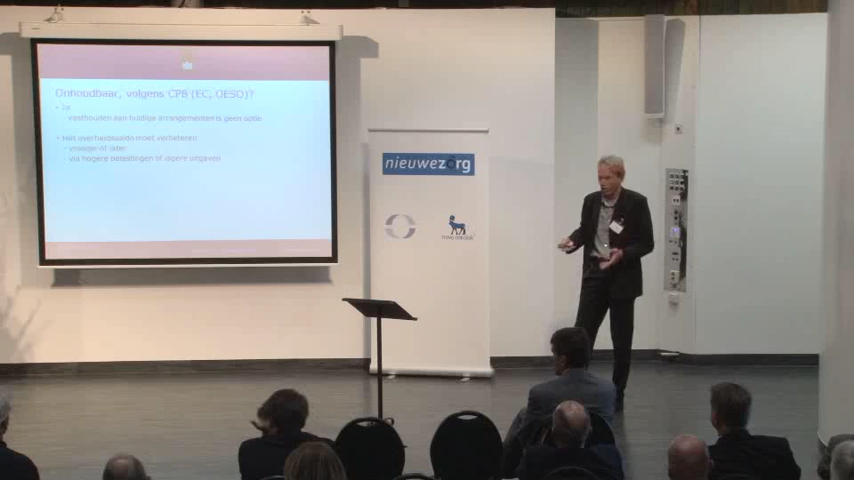 Onhoudbaar, volgens CPB (EC, OESO)?
• Ja
vasthouden aan huidige arrangementen is geen optie
• Het overheidssaldo moet verbeteren
- vroeger of later
- via hogere belastingen of lagere uitgaven
nieuwezorg
novo nordisk